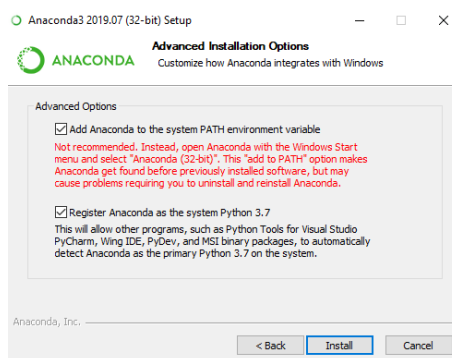 Anaconda3 2019.07 (32-bit) Setup
ANACONDA
Advanced Installation Options
Customize how Anaconda integrates with Windows
Advanced Options
Add Anaconda to the system PATH environment variable
Not recommended. Instead, open Anaconda with the Windows Start
menu and select "Anaconda (32-bit)". This "add to PATH" option makes
Anaconda get found before previously installed software, but may
cause problems requiring you to uninstall and reinstall Anaconda.
Register Anaconda as the system Python 3.7
This will allow other programs, such as Python Tools for Visual Studio
PyCharm, Wing IDE, PyDev, and MSI binary packages, to automatically
detect Anaconda as the primary Python 3.7 on the system.
Anaconda, Inc.
< Back Install Cancel